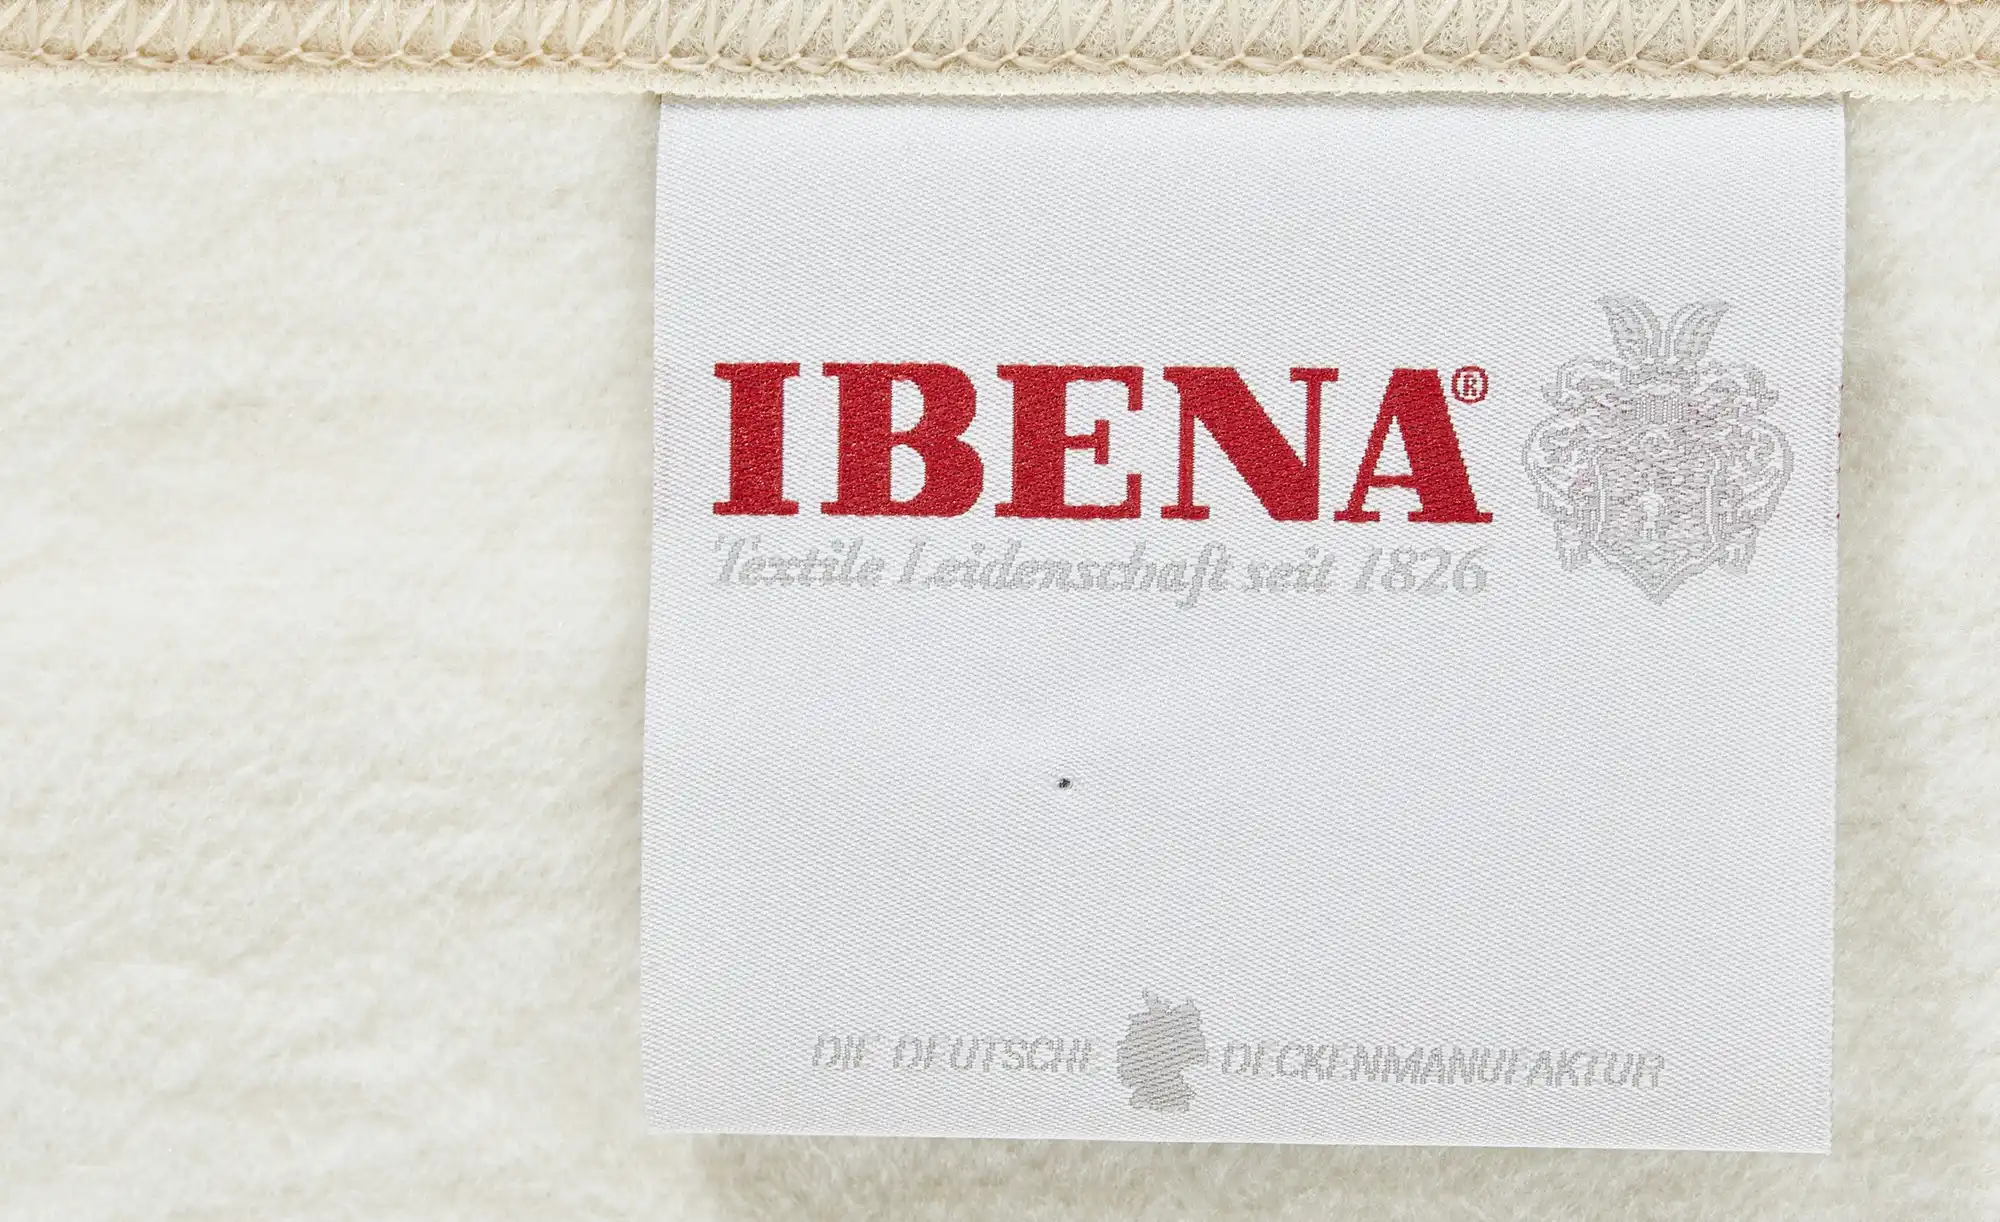 IBENA®
Textile Leidenschaft seit 1826
DIE DEUTSCHE DECKENMANUFAKTUR